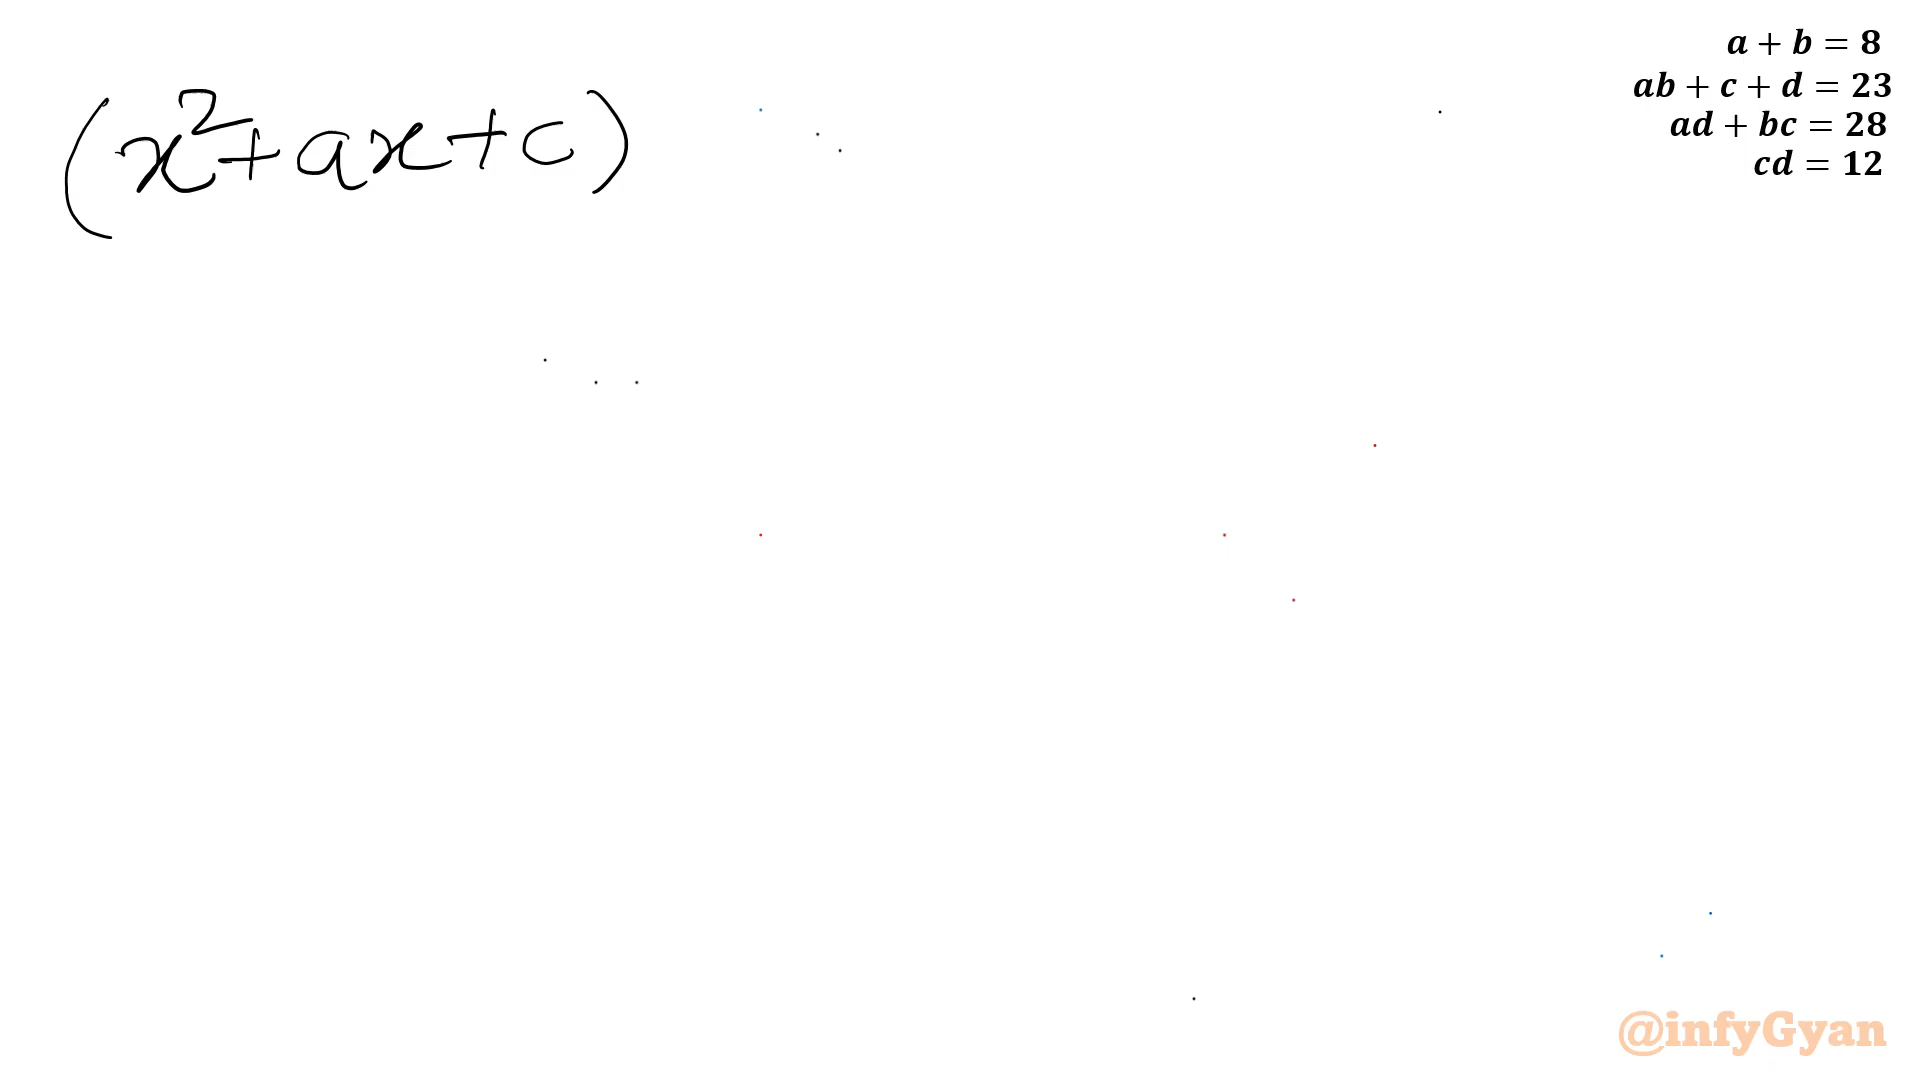 a + b = 8
ab + c + d = 23
ad + bc = 28
cd = 12
(x²+ax+c)
@infyGyan